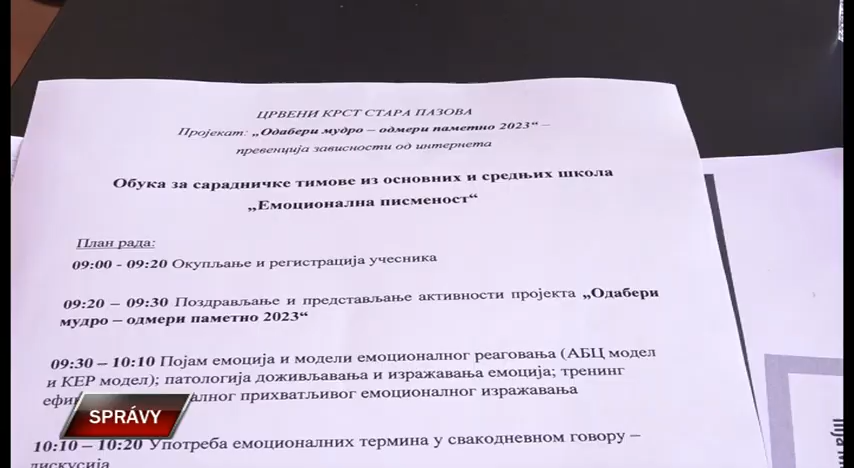 ЦРВЕНИ КРСТ СТАРА ПАЗОВА
Пројекат: „Одабери мудро – одмери паметно 2023“ –
превенција зависности од интернета
Обука за сарадничке тимове из основних и средњих школа
„Емоционална писменост“
План рада:
09:00 - 09:20 Окупљање и регистрација учесника
09:20 – 09:30 Поздрављање и представљање активности пројекта „Одабери
мудро – одмери паметно 2023“
09:30 – 10:10 Појам емоција и модели емоционалног реаговања (АБЦ модел
и КЕР модел); патологија доживљавања и изражавања емоција; тренинг
прихватљивог емоционалног изражавања
SPRÁVY
10:10 – 10:20 Употреба емоционалних термина у свакодневном говору –
дискусија